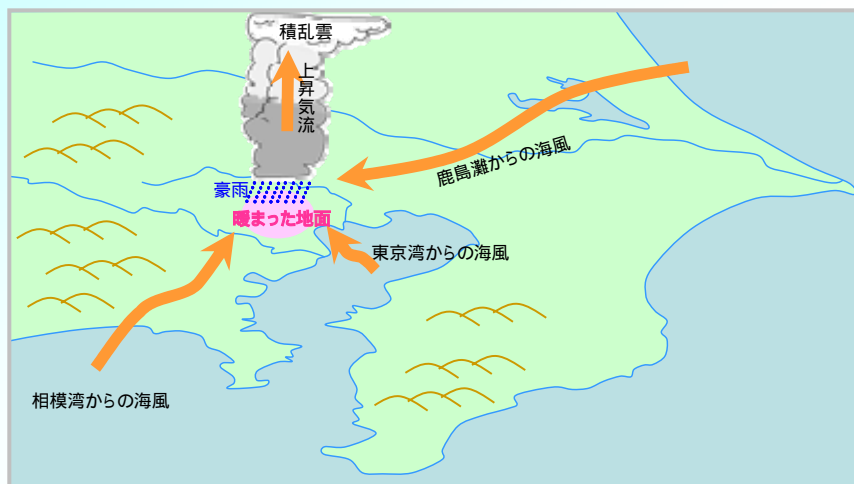 積乱雲
上昇気流
鹿島灘からの海風
豪雨
暖まった地面
東京湾からの海風
相模湾からの海風